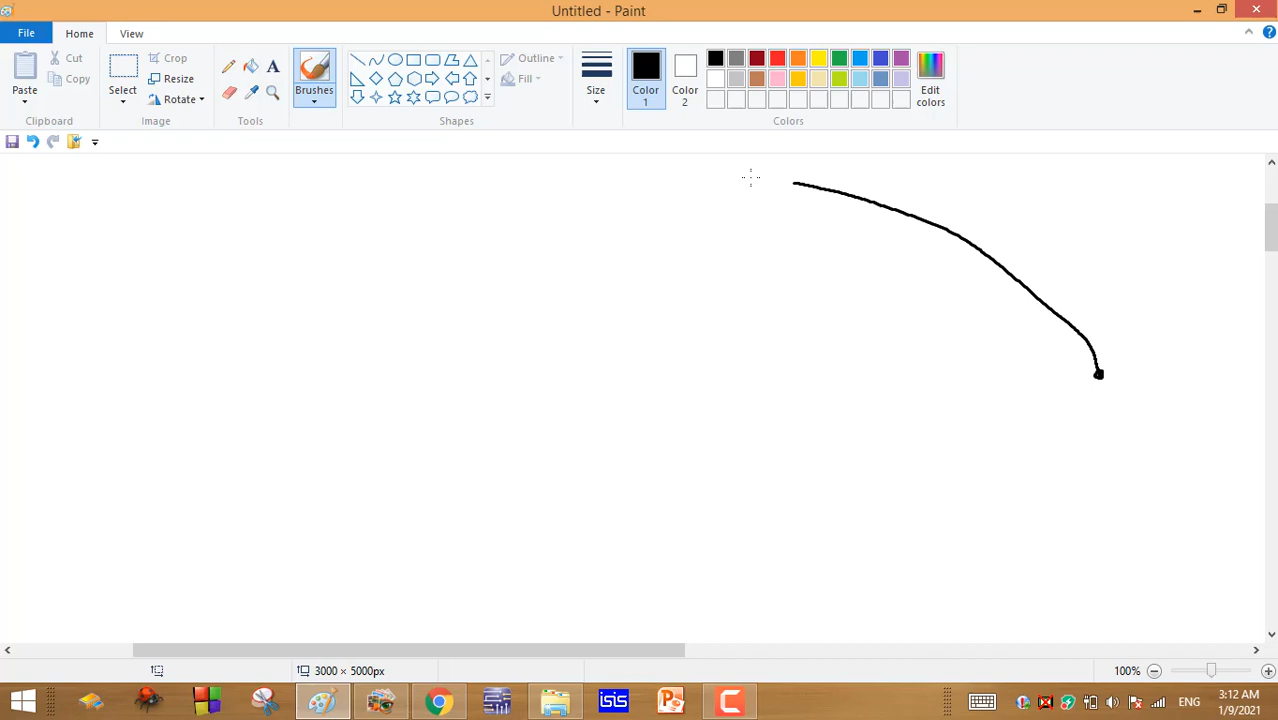 Untitled - Paint
File
Home
View
Paste
Cut
Copy
Clipboard
Select
Crop
Resize
Rotate
Image
A
Tools
Brushes
Outline
Fill
Shapes
Size
Color
1
Color
2
Edit
colors
Colors
3000 × 5000px
100%
isis
P
ENG
3:12 AM
1/9/2021